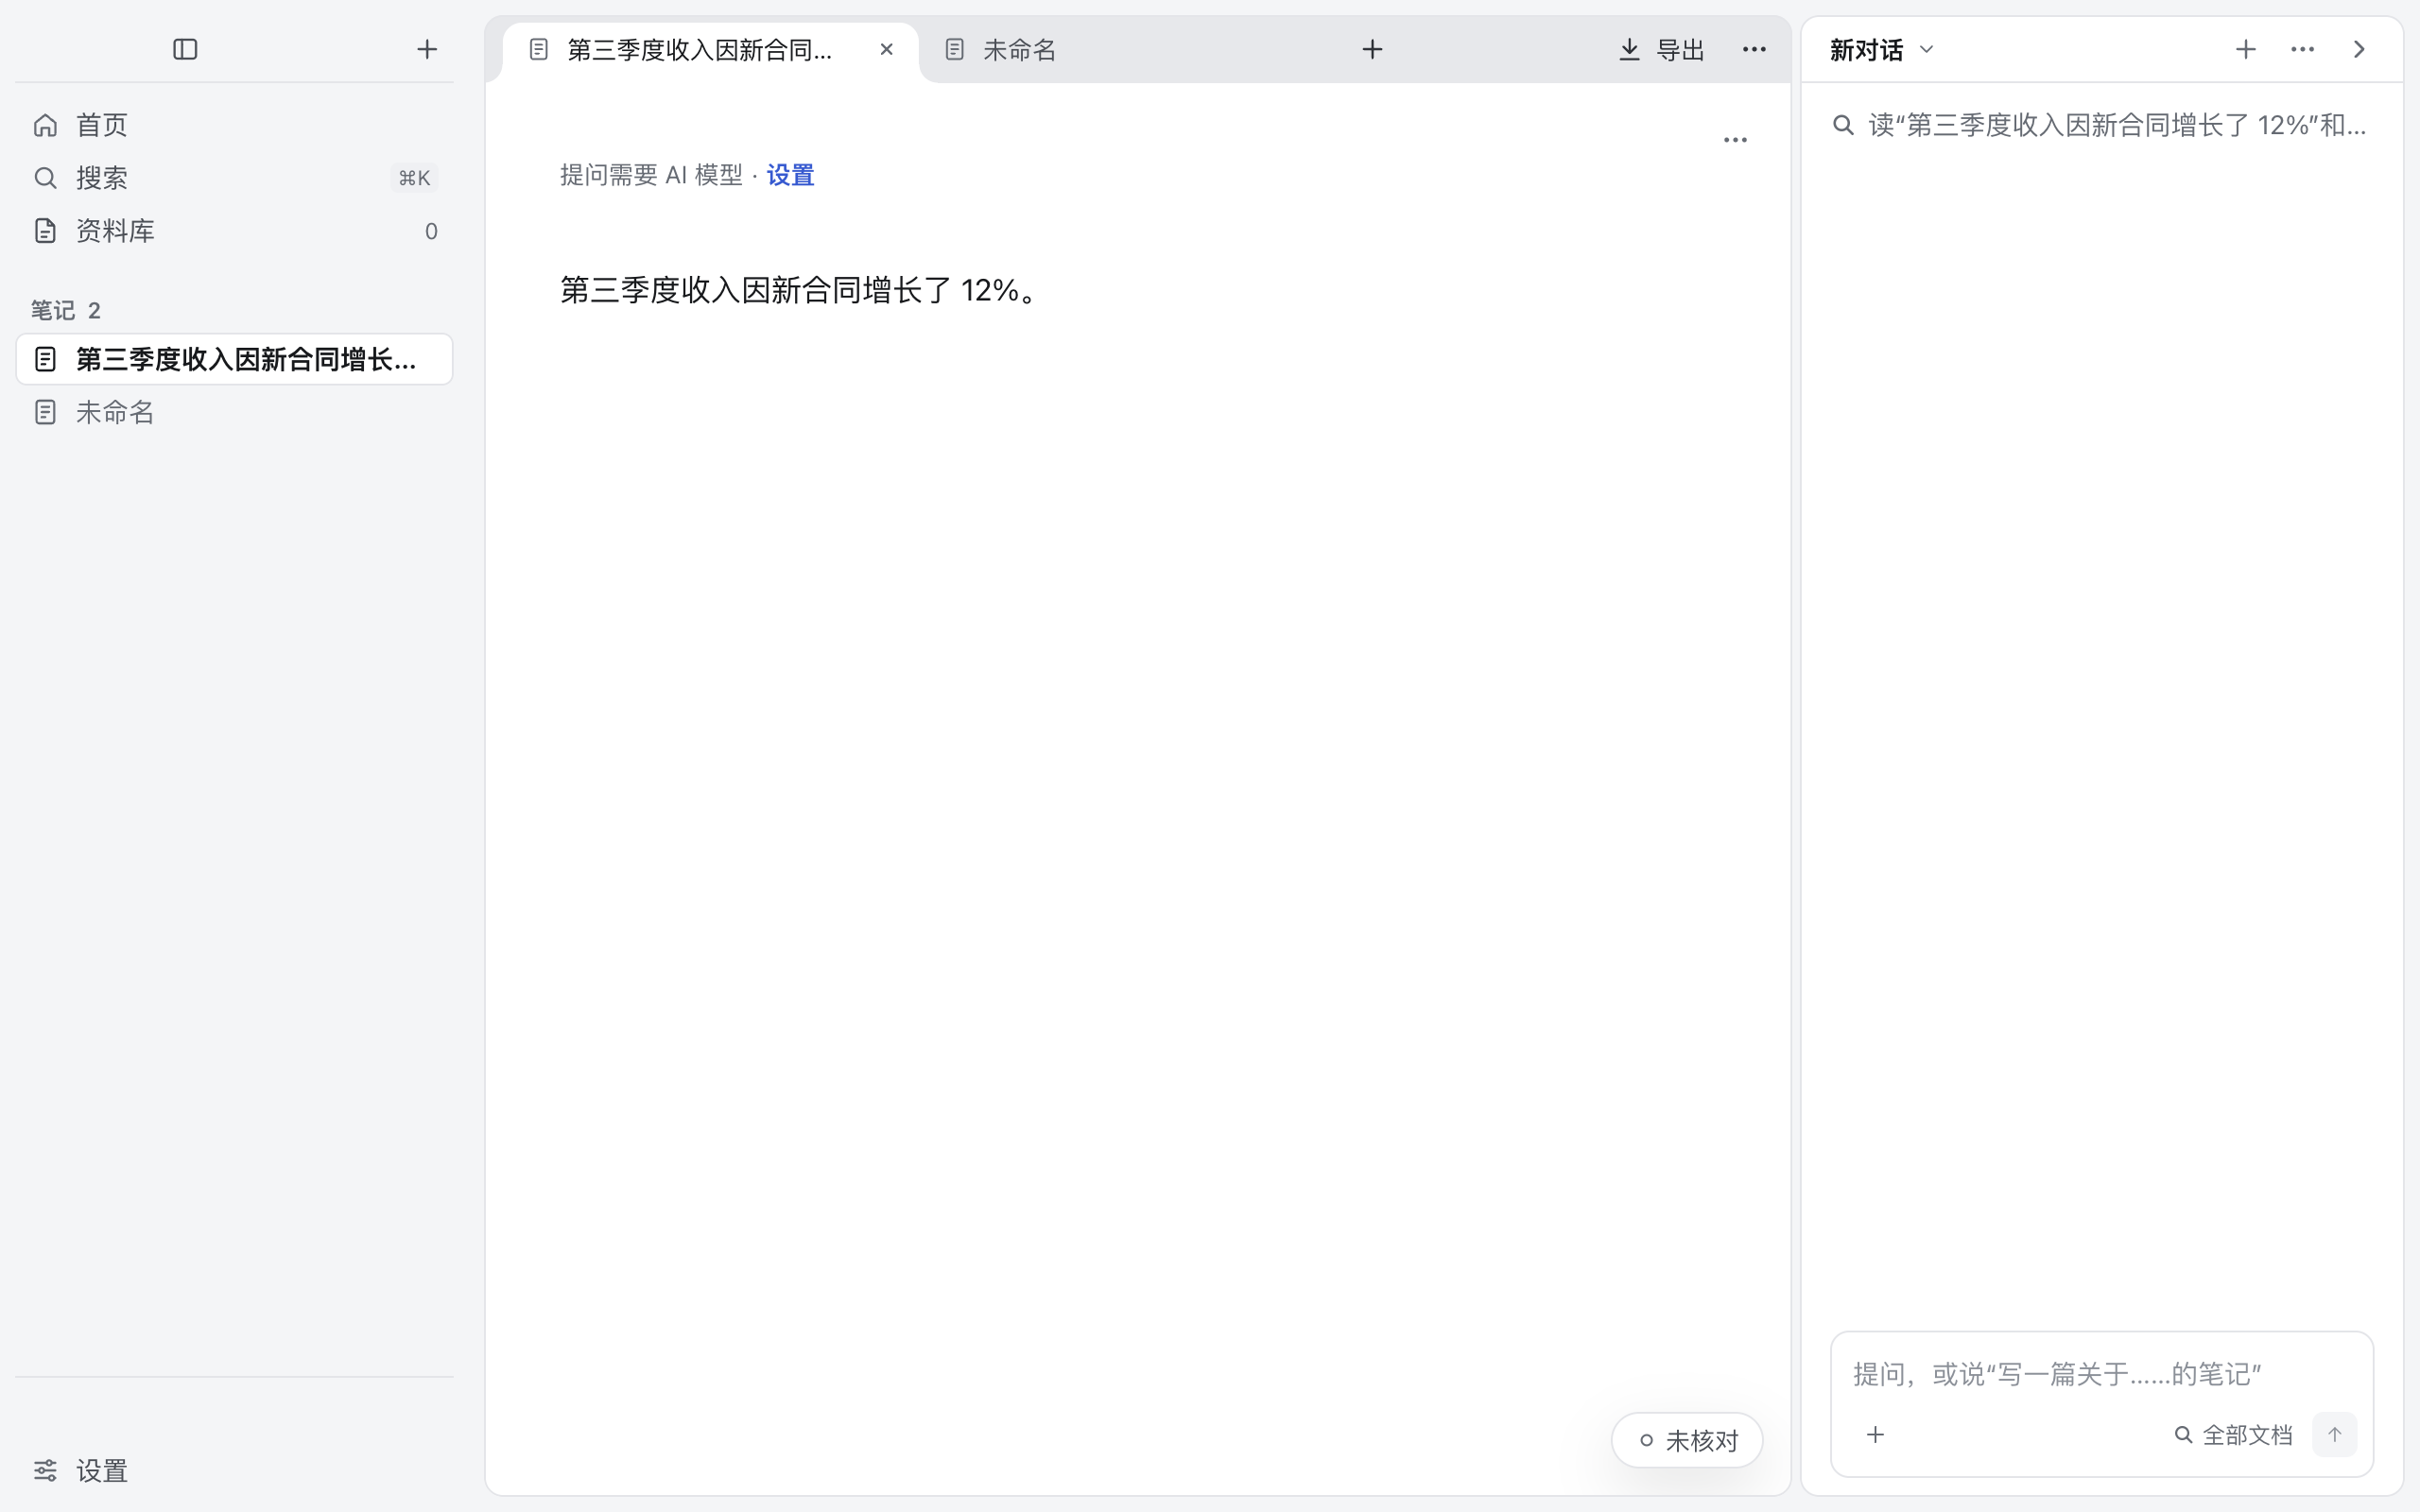 首页
搜索 ⌘K
资料库 0
笔记 2
第三季度收入因新合同增长...
未命名
设置
第三季度收入因新合同... 未命名 导出
提问需要 AI 模型 · 设置
第三季度收入因新合同增长了 12%。
未核对
新对话
读“第三季度收入因新合同增长了 12%”和...
提问，或说“写一篇关于……的笔记”
全部文档